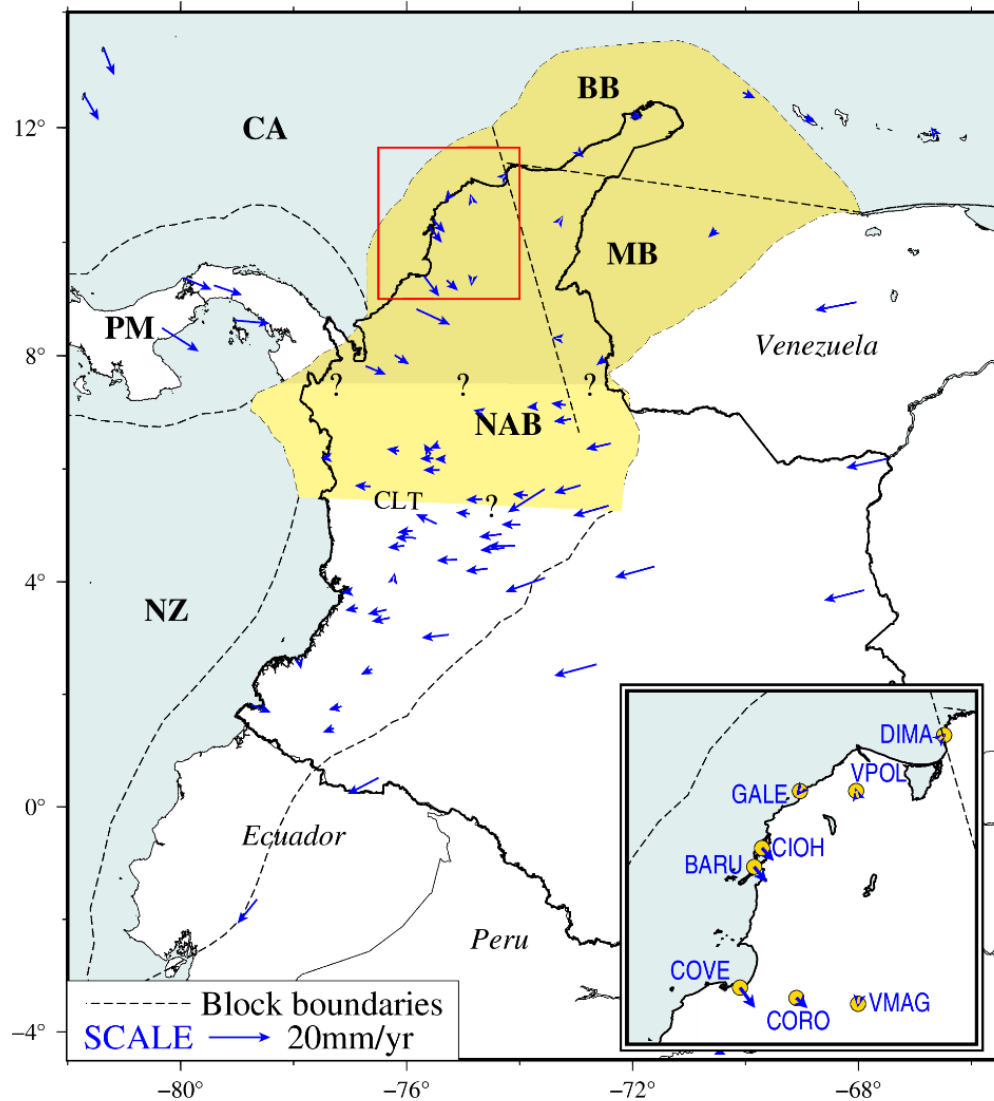 BB
12°
CA
MB
PM
Venezuela
8°
? ? ?
NAB
CLT ?
4°
NZ
DIMA
VPOL
GALE
CIOH
BARU
COVE
VMAG
CORO
0°
Ecuador
Peru
Block boundaries
SCALE 20mm/yr
−4°
−80° −76° −72° −68°